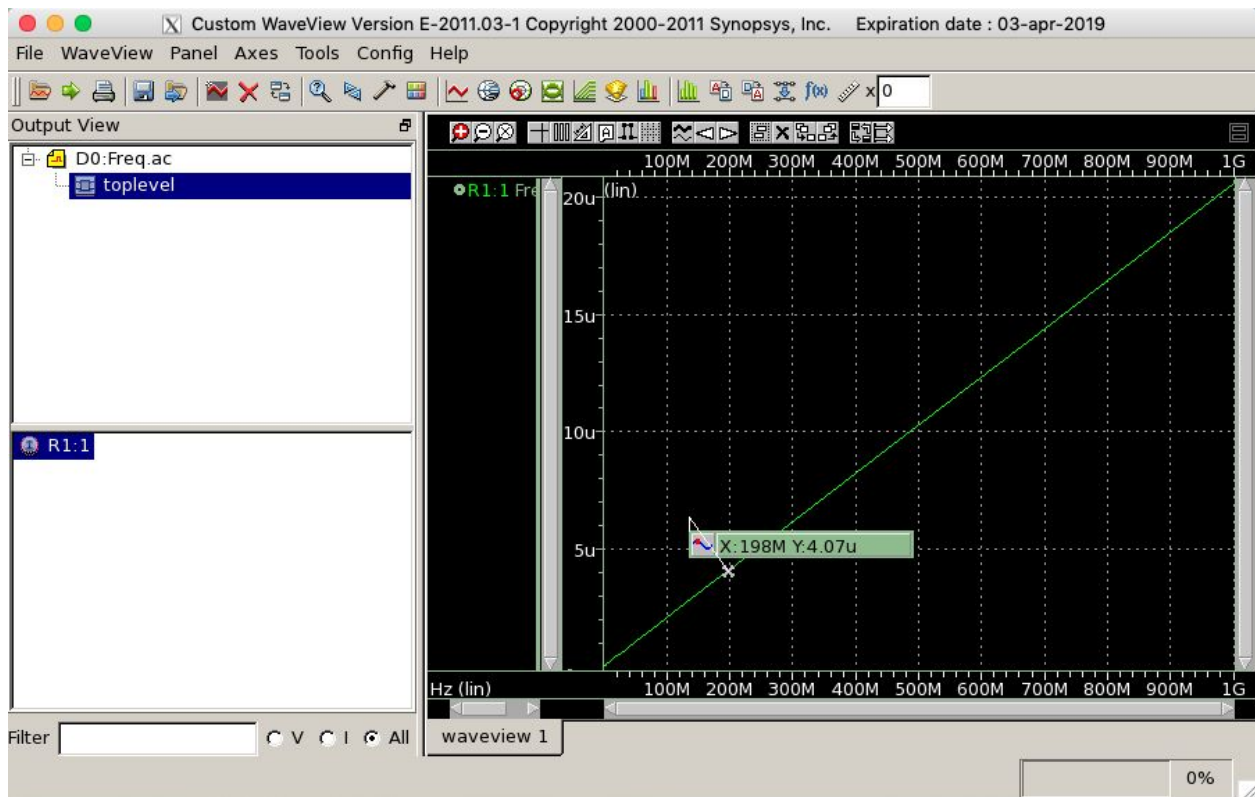 Custom WaveView Version E-2011.03-1 Copyright 2000-2011 Synopsys, Inc. Expiration date : 03-apr-2019
File WaveView Panel Axes Tools Config Help
f(x) x 0
Output View
D0:Freq.ac
toplevel
100M 200M 300M 400M 500M 600M 700M 800M 900M 1G
R1:1 Fre
(lin)
20u
15u
10u
R1:1
X:198M Y:4.07u
5u
Hz (lin) 100M 200M 300M 400M 500M 600M 700M 800M 900M 1G
Filter V I All
waveview 1
0%